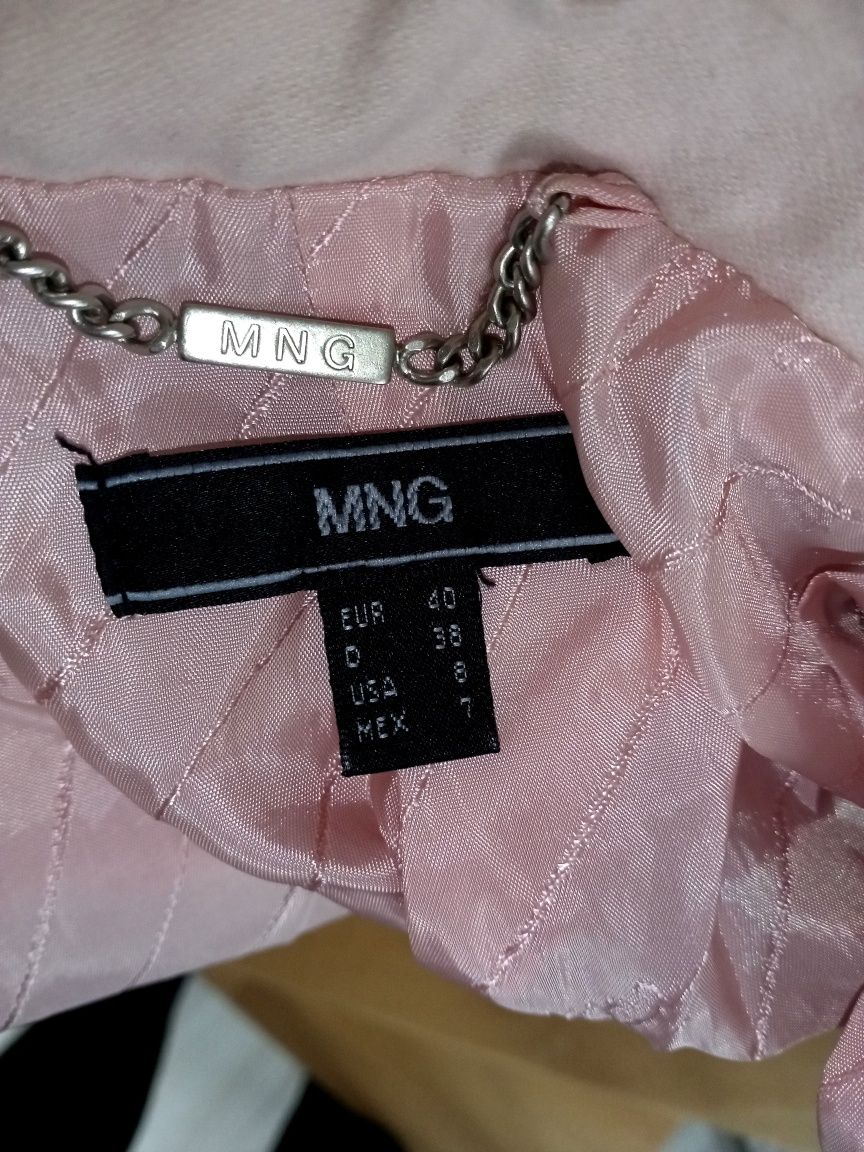 MNG
MNG
EUR 40
D 38
USA 8
MEX 7